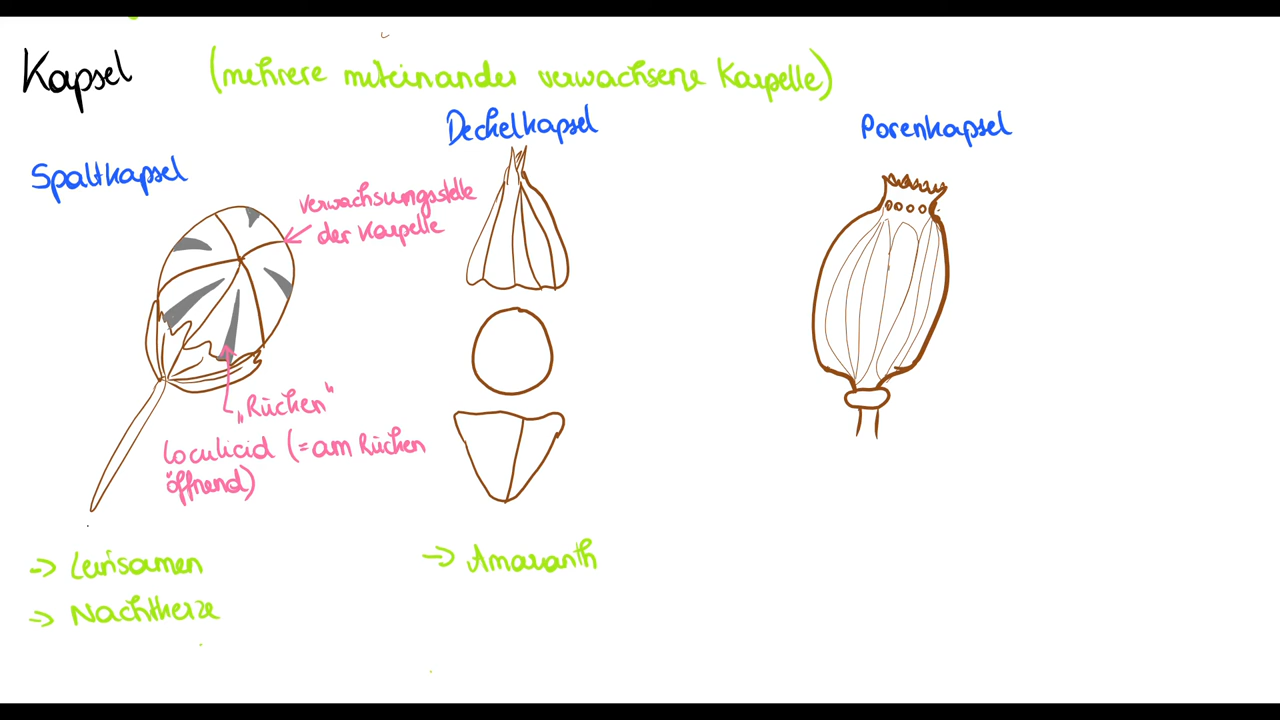 Kapsel (mehrere miteinander verwachsene Karpelle)
Deckelkapsel
Porenkapsel
Spaltkapsel
Verwachsungsstelle
der Karpelle
„Rücken"
loculicid (= am Rücken
öffnend)
-> Leinsamen
-> Nachtkerze
-> Amaranth